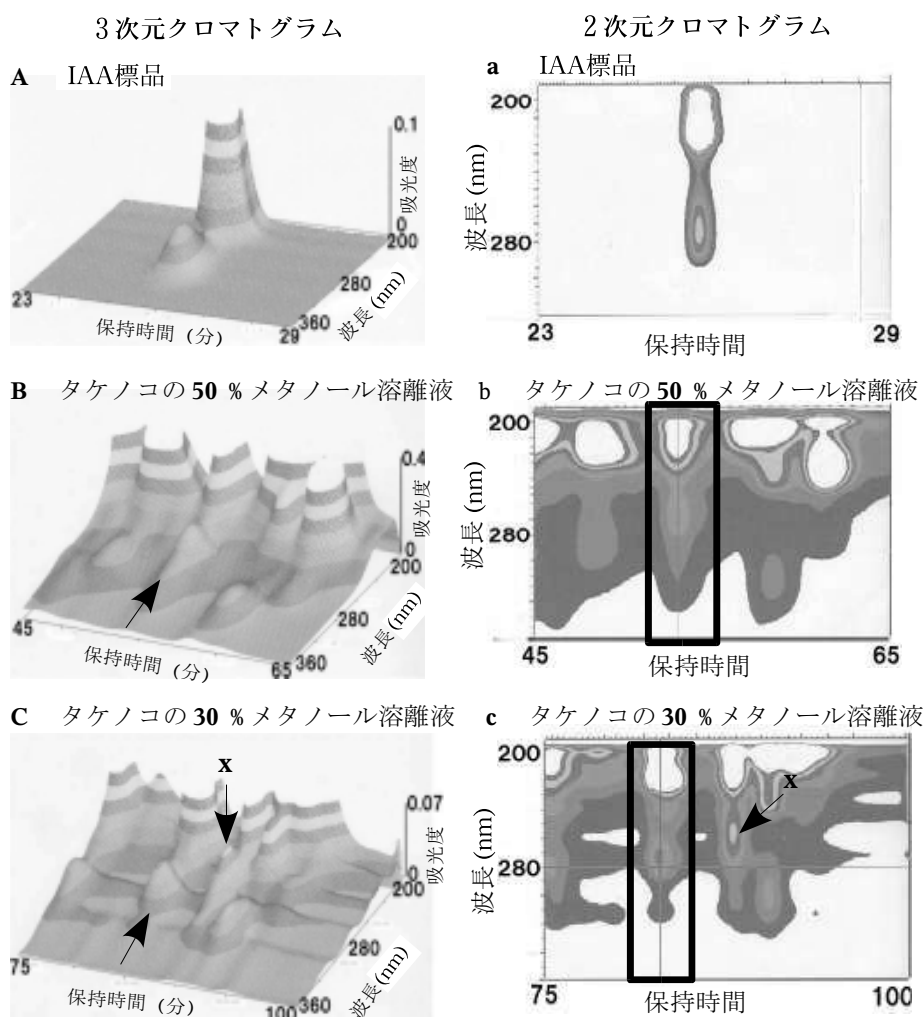 3次元クロマトグラム
2次元クロマトグラム
A IAA標品
0.1
吸光度
0
200
280
360
波長(nm)
23
保持時間 (分)
29
a IAA標品
200
280
波長(nm)
23
保持時間
29
B タケノコの 50 %メタノール溶離液
0.4
吸光度
0
200
280
360
波長(nm)
45
保持時間 (分)
65
b タケノコの 50 %メタノール溶離液
200
280
波長(nm)
45
保持時間
65
C タケノコの 30 %メタノール溶離液
x
0.07
吸光度
0
200
280
360
波長(nm)
75
保持時間 (分)
100
c タケノコの 30 %メタノール溶離液
200
x
280
波長(nm)
75
保持時間
100